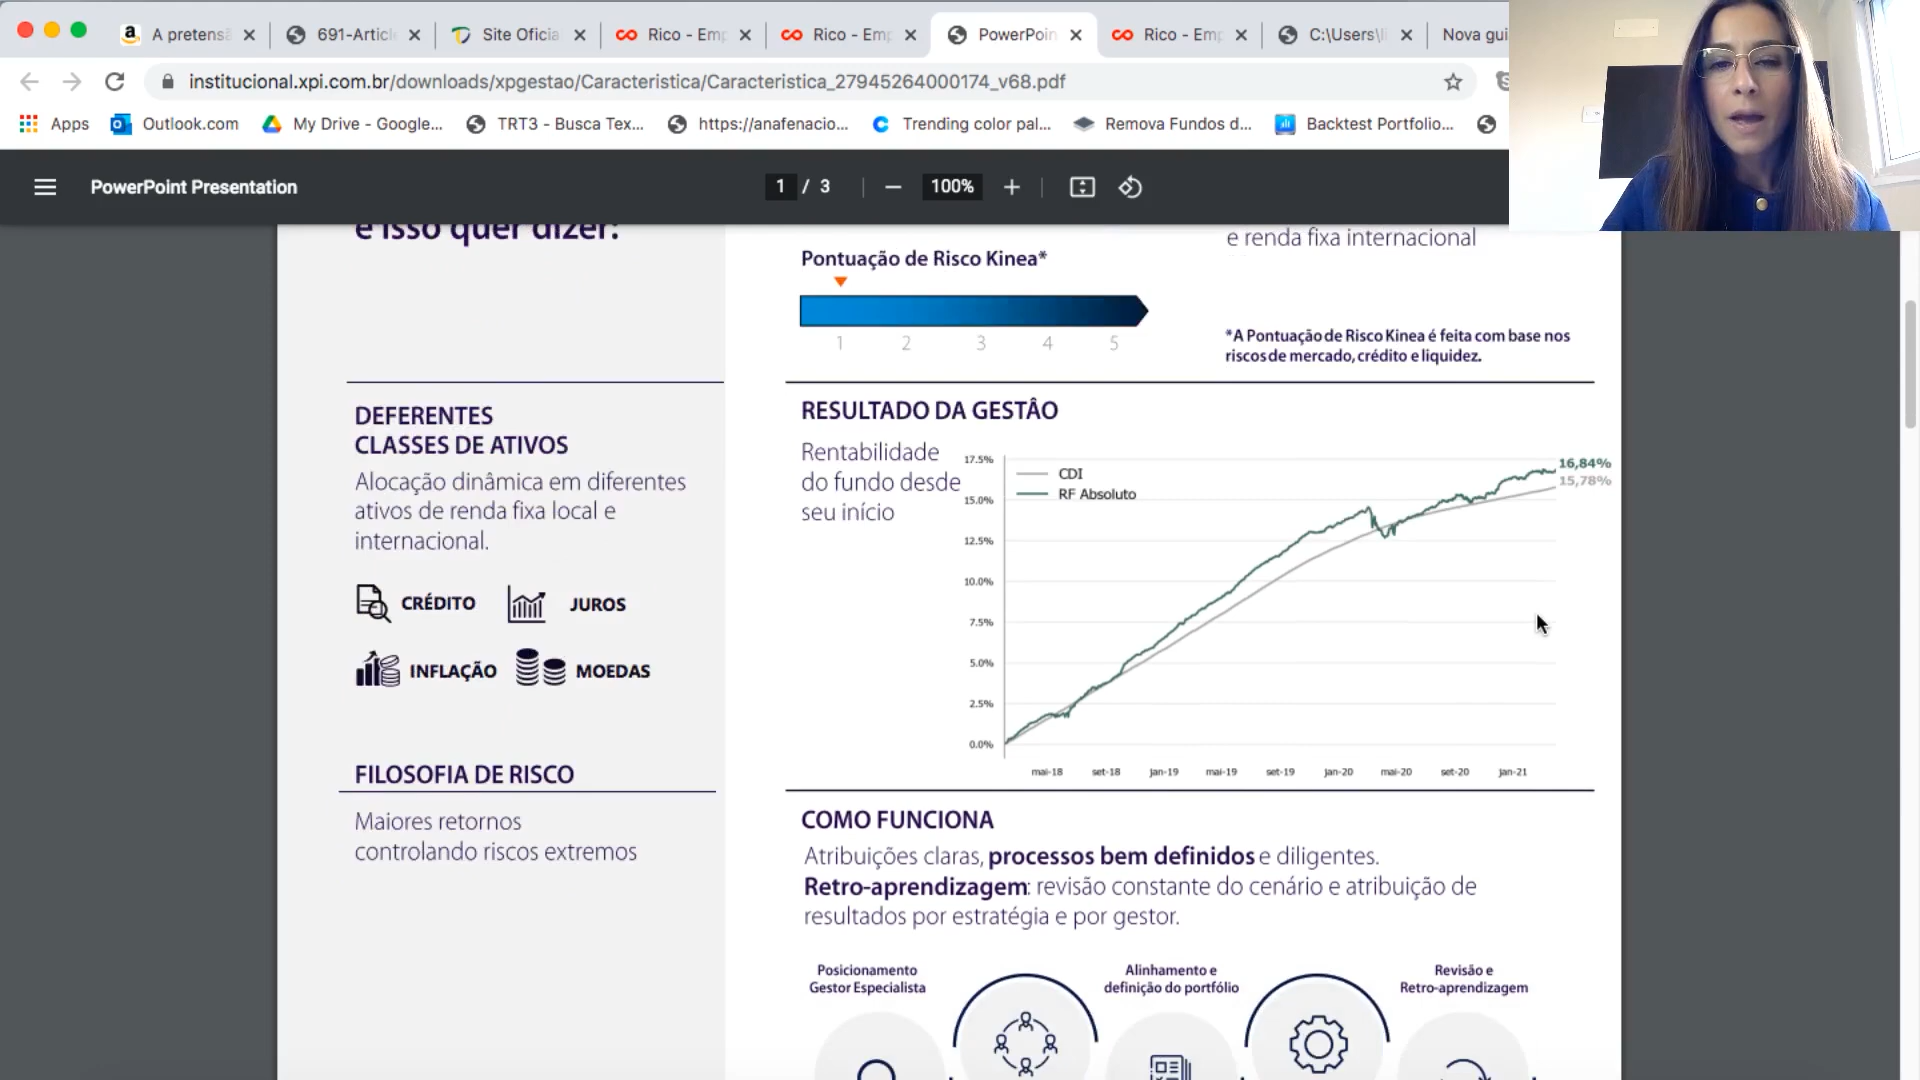 A pretens
691-Articl
Site Oficia
Rico - Emp
Rico - Emp
PowerPoin
Rico - Emp
C:\Users\l
Nova gui
institucional.xpi.com.br/downloads/xpgestao/Caracteristica/Caracteristica_27945264000174_v68.pdf
Apps
Outlook.com
My Drive - Google...
TRT3 - Busca Tex...
https://anafenacio...
Trending color pal...
Remova Fundos d...
Backtest Portfolio...
PowerPoint Presentation
1 / 3
100%
e isso quer dizer:
Pontuação de Risco Kinea*
1 2 3 4 5
e renda fixa internacional
*A Pontuação de Risco Kinea é feita com base nos
riscos de mercado, crédito e liquidez.
DEFERENTES
CLASSES DE ATIVOS
Alocação dinâmica em diferentes
ativos de renda fixa local e
internacional.
CRÉDITO
JUROS
INFLAÇÃO
MOEDAS
FILOSOFIA DE RISCO
Maiores retornos
controlando riscos extremos
RESULTADO DA GESTÂO
Rentabilidade
do fundo desde
seu início
CDI
RF Absoluto
16,84%
15,78%
17.5%
15.0%
12.5%
10.0%
7.5%
5.0%
2.5%
0.0%
mai-18 set-18 jan-19 mai-19 set-19 jan-20 mai-20 set-20 jan-21
COMO FUNCIONA
Atribuições claras, processos bem definidos e diligentes.
Retro-aprendizagem: revisão constante do cenário e atribuição de
resultados por estratégia e por gestor.
Posicionamento
Gestor Especialista
Alinhamento e
definição do portfólio
Revisão e
Retro-aprendizagem